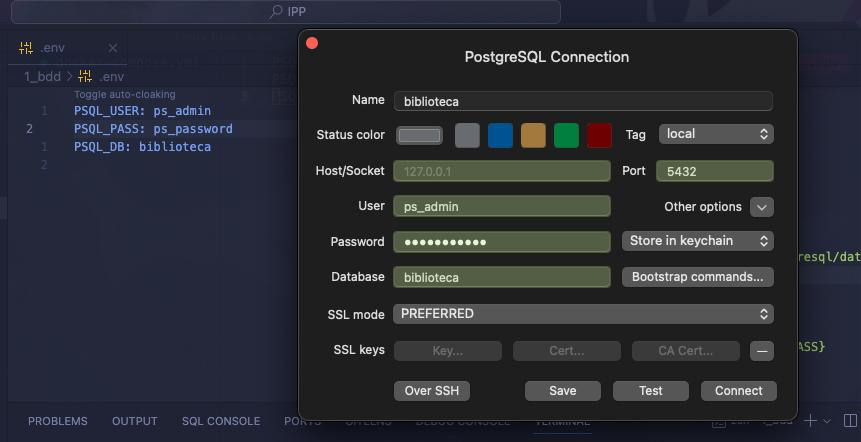 IPP
.env
1_bdd > .env
Toggle auto-cloaking
1 PSQL_USER: ps_admin
2 PSQL_PASS: ps_password
1 PSQL_DB: biblioteca
2
PostgreSQL Connection
Name biblioteca
Status color Tag local
Host/Socket 127.0.0.1 Port 5432
User ps_admin Other options
Password ●●●●●●●●●●● Store in keychain
Database biblioteca Bootstrap commands...
resql/dat
SSL mode PREFERRED
ASS}
SSL keys Key... Cert... CA Cert...
Over SSH Save Test Connect
PROBLEMS OUTPUT SQL CONSOLE PORTS GITLENS DEBUG CONSOLE TERMINAL